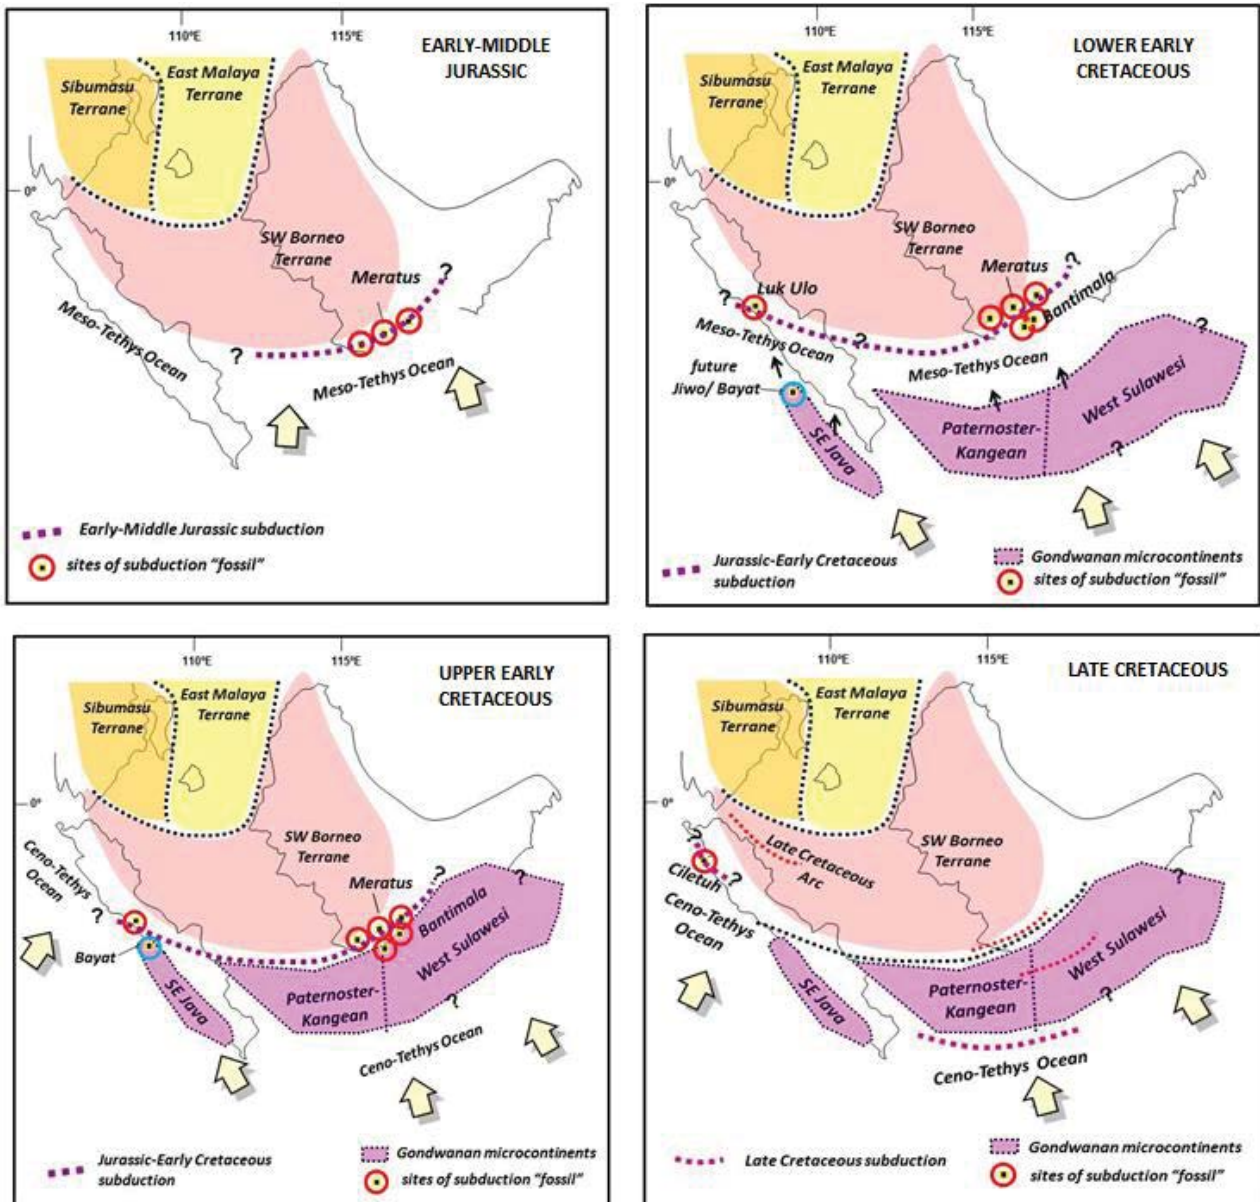 110°E
115°E
EARLY-MIDDLE
JURASSIC
Sibumasu
Terrane
East Malaya
Terrane
0°
SW Borneo
Terrane
Meratus
?
?
Meso-Tethys Ocean
Meso-Tethys Ocean
Early-Middle Jurassic subduction
sites of subduction "fossil"
110°E
115°E
LOWER EARLY
CRETACEOUS
Sibumasu
Terrane
East Malaya
Terrane
0°
SW Borneo
Terrane
Meratus
?
Bantimala
? Luk Ulo
Meso-Tethys Ocean
?
Meso-Tethys Ocean
?
future
Jiwo/ Bayat
SE Java
Paternoster-
Kangean
West Sulawesi
?
Jurassic-Early Cretaceous
subduction
Gondwanan microcontinents
sites of subduction "fossil"
110°E
115°E
UPPER EARLY
CRETACEOUS
Sibumasu
Terrane
East Malaya
Terrane
0°
SW Borneo
Terrane
Ceno-Tethys
Ocean
Meratus
?
?
Bantimala
?
Bayat
West Sulawesi
SE Java
Paternoster-
Kangean
?
Ceno-Tethys Ocean
Jurassic-Early Cretaceous
subduction
Gondwanan microcontinents
sites of subduction "fossil"
110°E
115°E
LATE CRETACEOUS
Sibumasu
Terrane
East Malaya
Terrane
0°
SW Borneo
Terrane
Late Cretaceous
Arc
?
Ciletuh
?
Ceno-Tethys
Ocean
?
West Sulawesi
SE Java
Paternoster-
Kangean
?
Ceno-Tethys Ocean
Late Cretaceous subduction
Gondwanan microcontinents
sites of subduction "fossil"